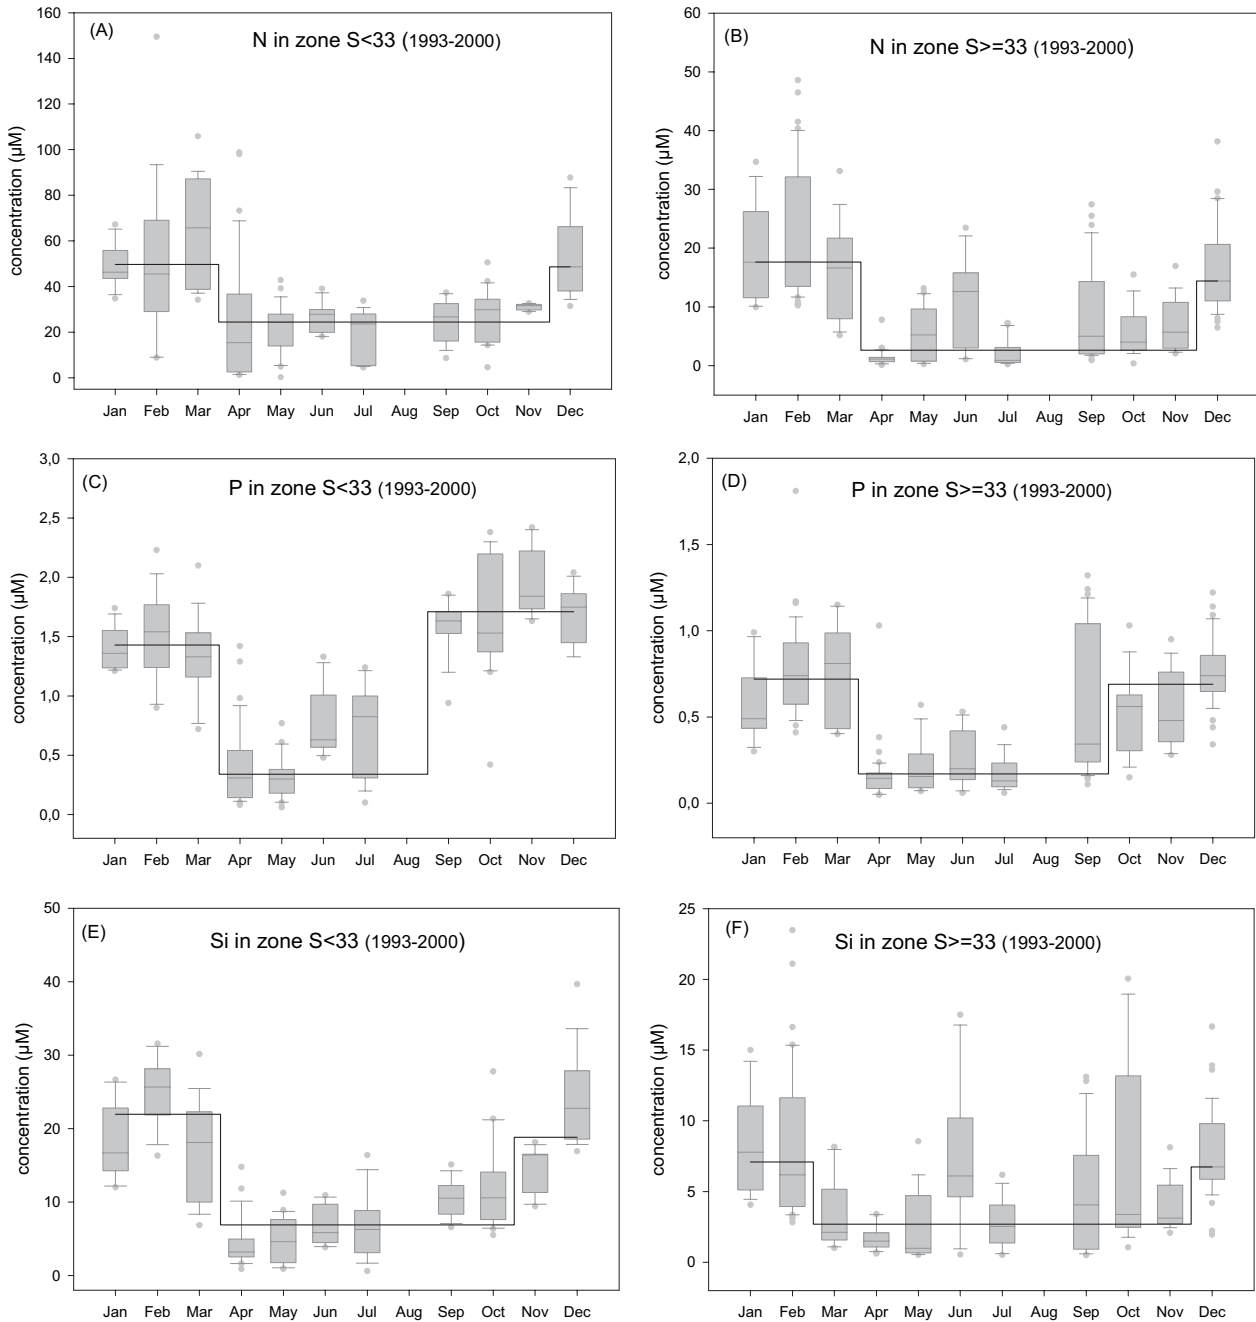 (A)
N in zone S<33 (1993-2000)
concentration (µM)
160
140
120
100
80
60
40
20
0
Jan Feb Mar Apr May Jun Jul Aug Sep Oct Nov Dec
(B)
N in zone S>=33 (1993-2000)
concentration (µM)
60
50
40
30
20
10
0
Jan Feb Mar Apr May Jun Jul Aug Sep Oct Nov Dec
(C)
P in zone S<33 (1993-2000)
concentration (µM)
3,0
2,5
2,0
1,5
1,0
0,5
0,0
Jan Feb Mar Apr May Jun Jul Aug Sep Oct Nov Dec
(D)
P in zone S>=33 (1993-2000)
concentration (µM)
2,0
1,5
1,0
0,5
0,0
Jan Feb Mar Apr May Jun Jul Aug Sep Oct Nov Dec
(E)
Si in zone S<33 (1993-2000)
concentration (µM)
50
40
30
20
10
0
Jan Feb Mar Apr May Jun Jul Aug Sep Oct Nov Dec
(F)
Si in zone S>=33 (1993-2000)
concentration (µM)
25
20
15
10
5
0
Jan Feb Mar Apr May Jun Jul Aug Sep Oct Nov Dec